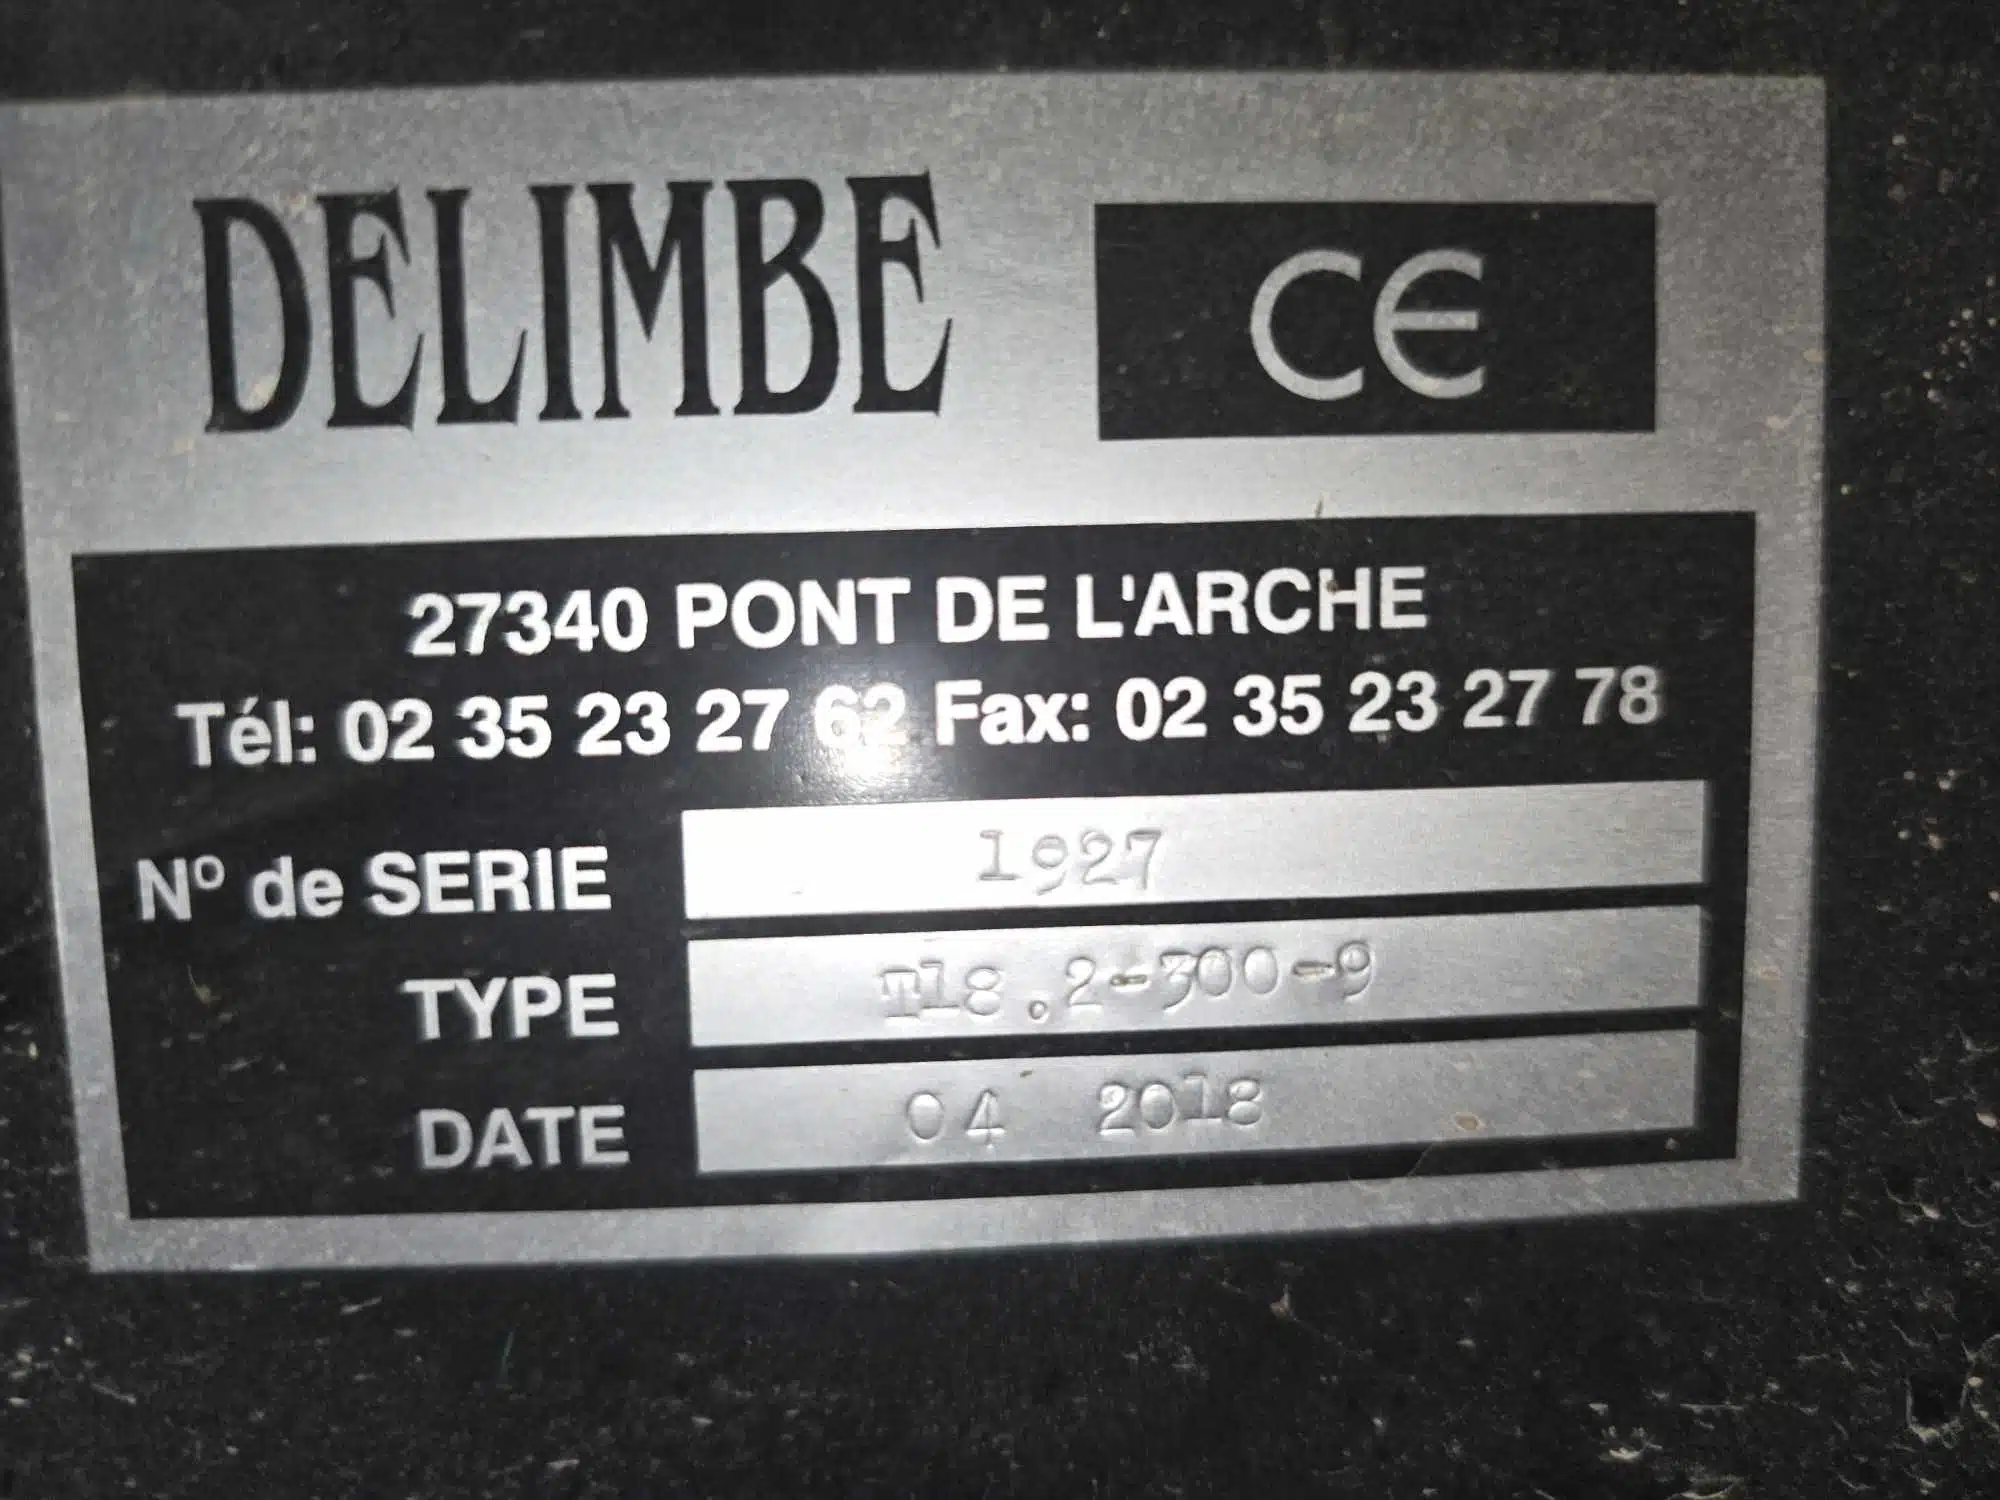 DELIMBE
CE
27340 PONT DE L'ARCHE
Tél: 02 35 23 27 62 Fax: 02 35 23 27 78
Nº de SERIE 1927
TYPE T18.2-300-9
DATE 04 2018